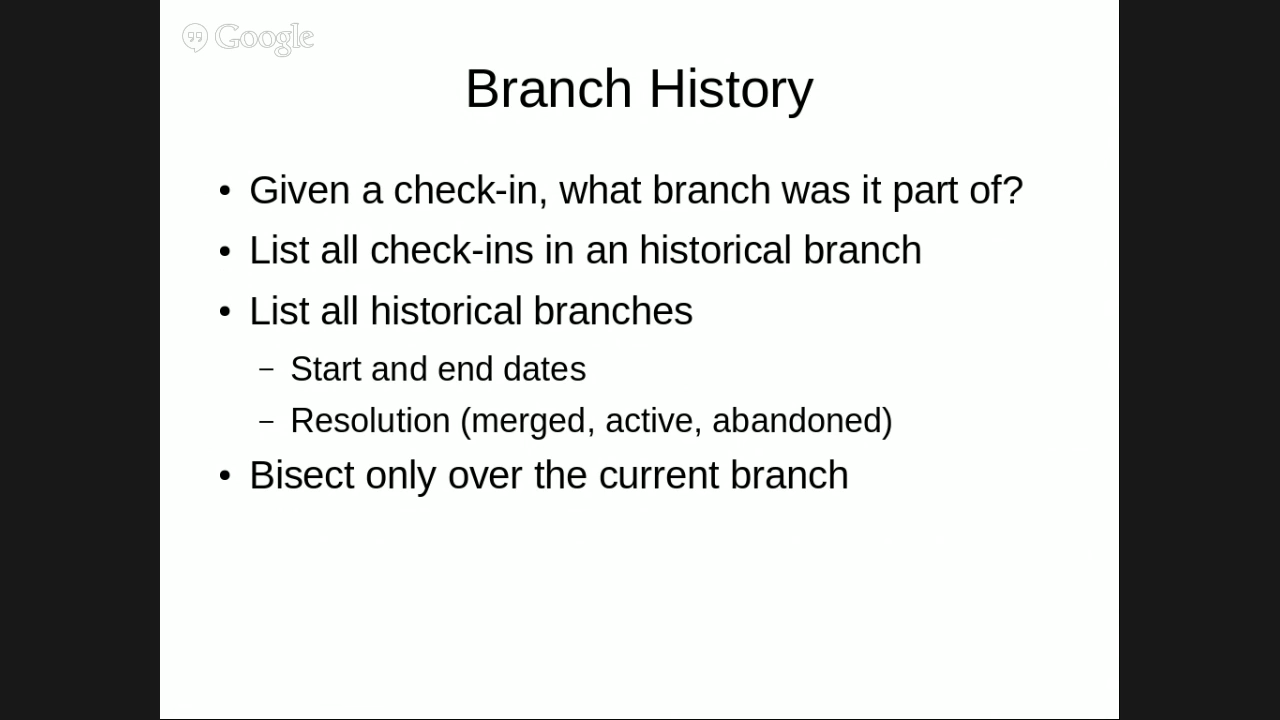 Google
Branch History
• Given a check-in, what branch was it part of?
• List all check-ins in an historical branch
• List all historical branches
– Start and end dates
– Resolution (merged, active, abandoned)
• Bisect only over the current branch